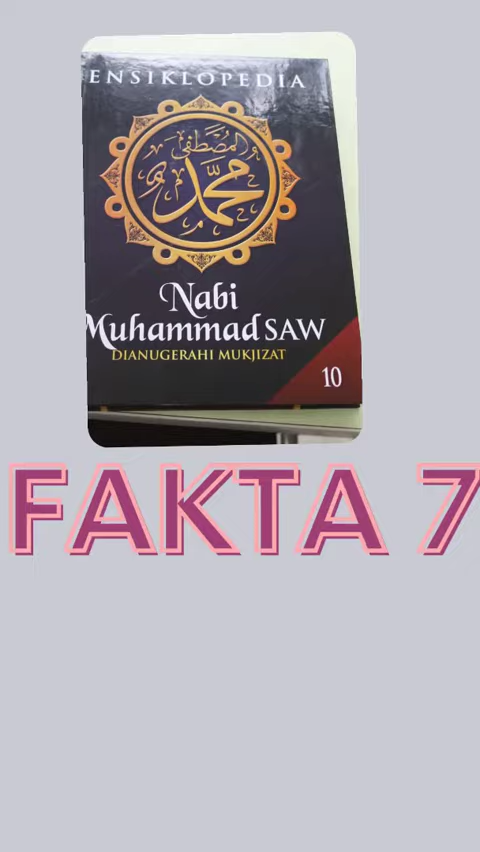 ENSIKLOPEDIA
المصطفى
محمد
Nabi
Muhammad SAW
DIANUGERAHI MUKJIZAT
10
FAKTA 7